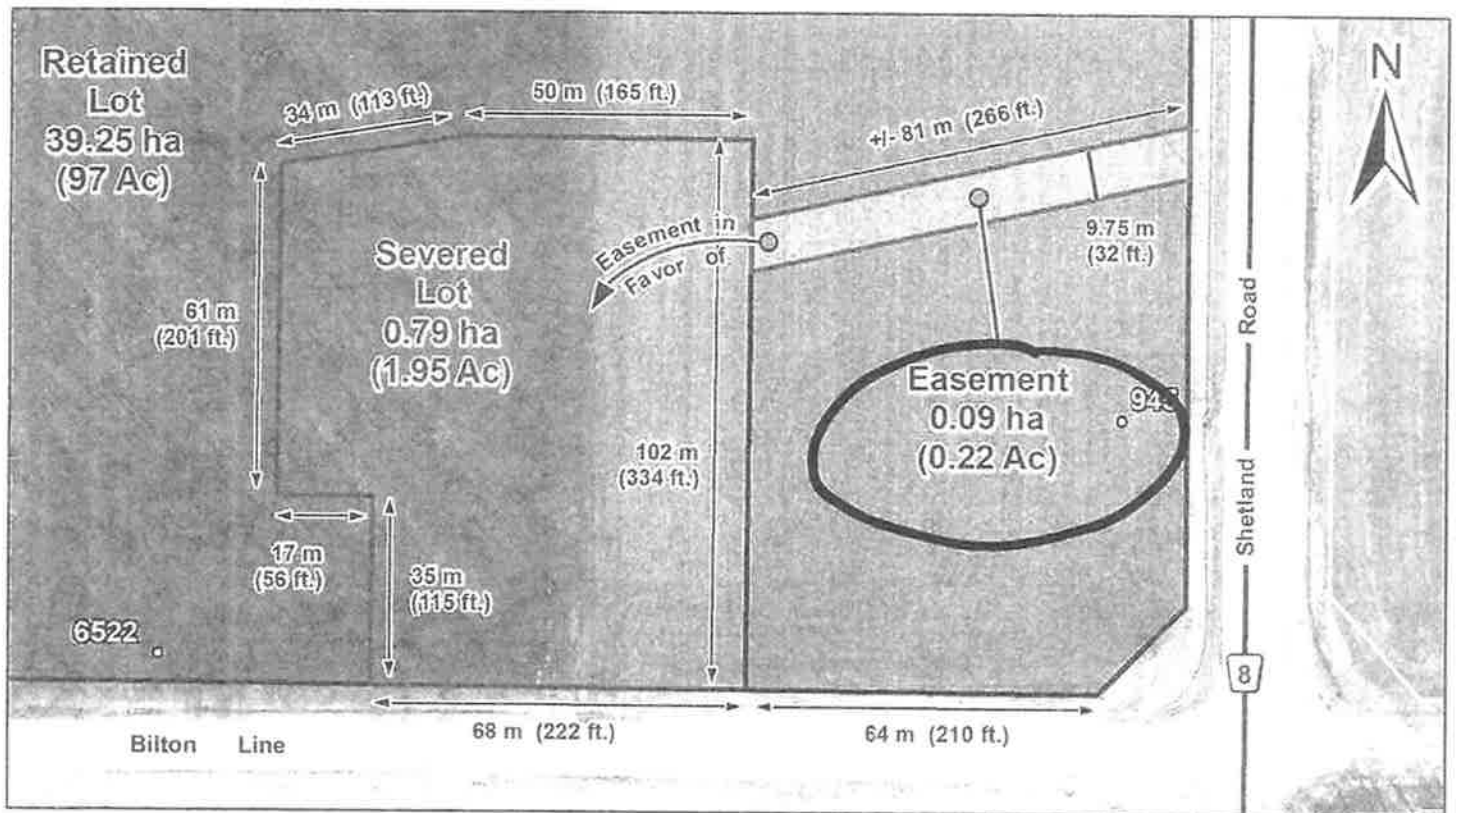 Retained
Lot
39.25 ha
(97 Ac)
34 m (113 ft.)
50 m (165 ft.)
+/- 81 m (266 ft.)
N
Easement in
Favor of
9.75 m
(32 ft.)
Severed
Lot
0.79 ha
(1.95 Ac)
61 m
(201 ft.)
Road
Easement
0.09 ha
(0.22 Ac)
945
102 m
(334 ft.)
Shetland
17 m
(56 ft.)
35 m
(115 ft.)
6522
8
68 m (222 ft.)
64 m (210 ft.)
Bilton Line